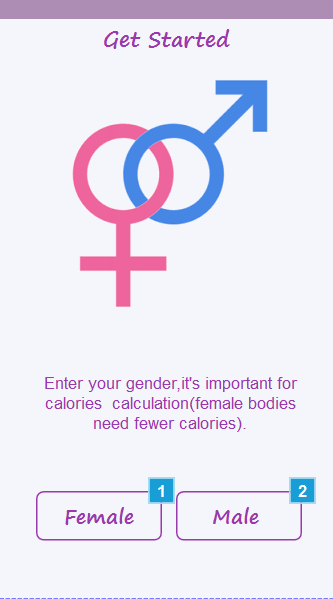 Get Started
Enter your gender,it's important for
calories  calculation(female bodies
need fewer calories).
1
2
Female
Male